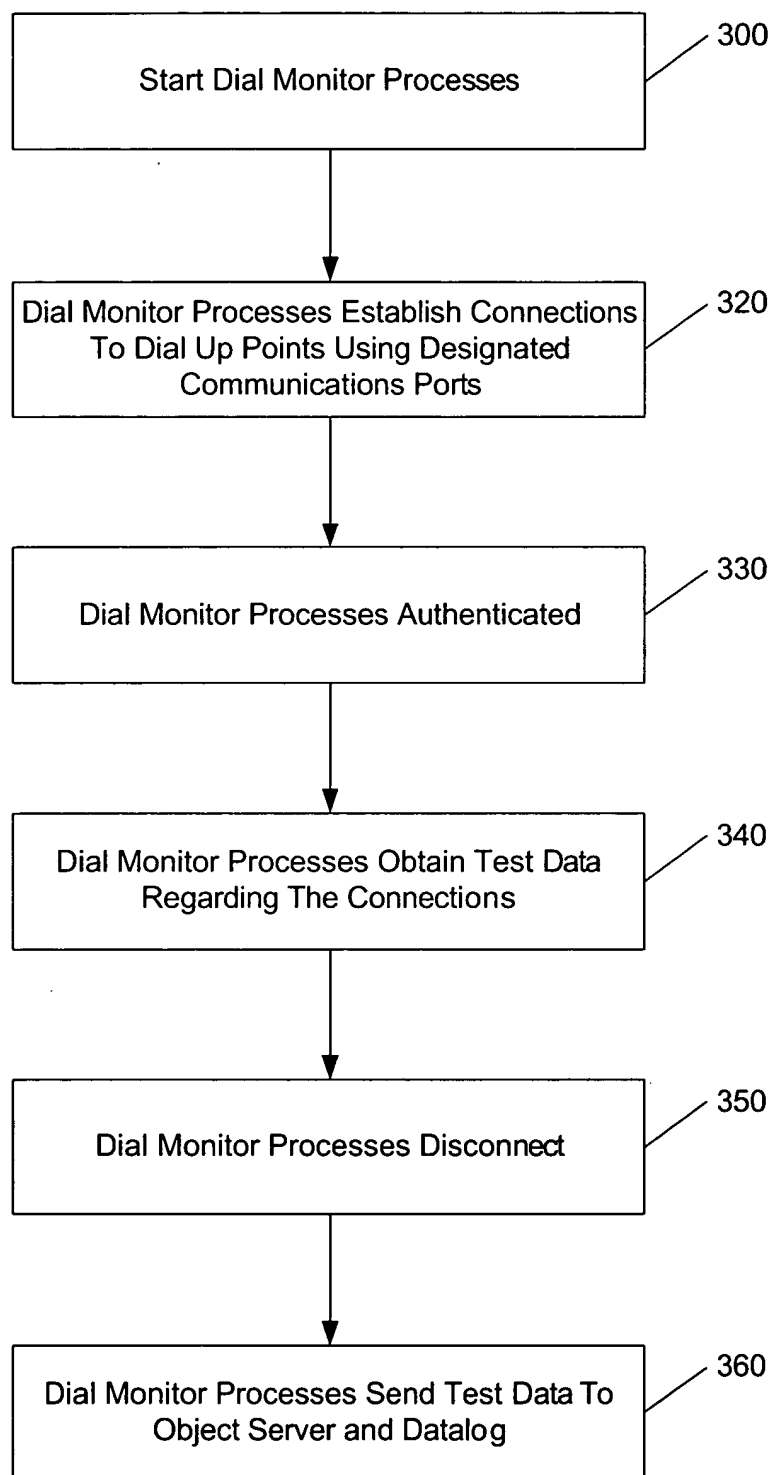 300
Start Dial Monitor Processes
320
Dial Monitor Processes Establish Connections
To Dial Up Points Using Designated
Communications Ports
330
Dial Monitor Processes Authenticated
340
Dial Monitor Processes Obtain Test Data
Regarding The Connections
350
Dial Monitor Processes Disconnect
360
Dial Monitor Processes Send Test Data To
Object Server and Datalog